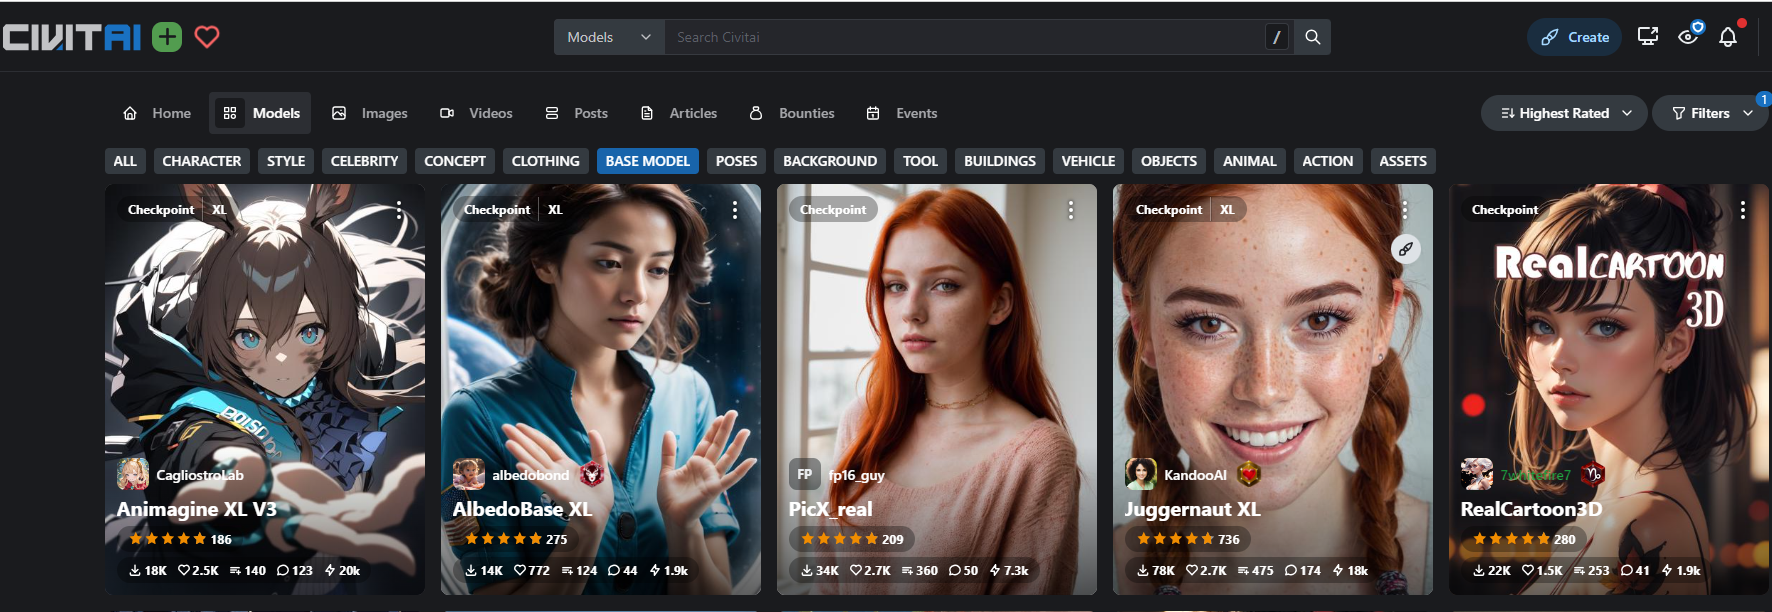 CIVITAI
Models
Search Civitai
/
Create
Home
Models
Images
Videos
Posts
Articles
Bounties
Events
Highest Rated
Filters
1
ALL
CHARACTER
STYLE
CELEBRITY
CONCEPT
CLOTHING
BASE MODEL
POSES
BACKGROUND
TOOL
BUILDINGS
VEHICLE
OBJECTS
ANIMAL
ACTION
ASSETS
Checkpoint XL
CagliostroLab
Animagine XL V3
186
18K 2.5K 140 123 20k
Checkpoint XL
albedobond
AlbedoBase XL
275
14K 772 124 44 1.9k
Checkpoint
FP fp16_guy
PicX_real
209
34K 2.7K 360 50 7.3k
Checkpoint XL
KandooAI
Juggernaut XL
736
78K 2.7K 475 174 18k
Checkpoint
RealCARTOON
3D
7whitefire7
RealCartoon3D
280
22K 1.5K 253 41 1.9k